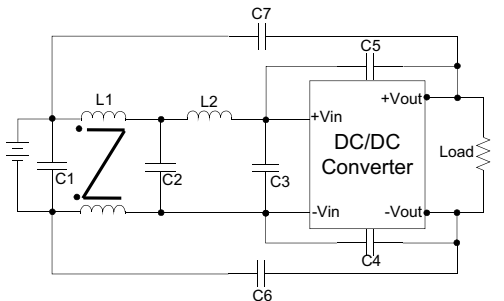 C7
C5
L1
L2
+Vin
+Vout
DC/DC
Converter
Load
C1
C2
C3
-Vin
-Vout
C4
C6